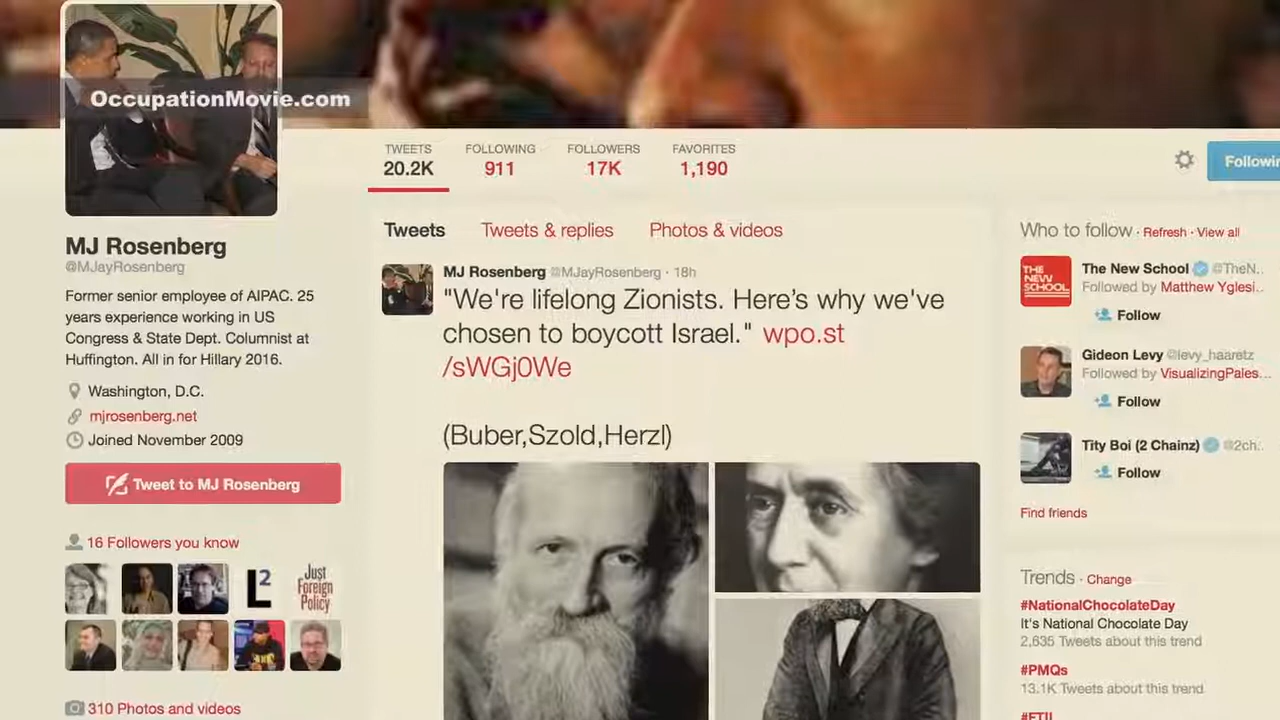 OccupationMovie.com
TWEETS
20.2K
FOLLOWING
911
FOLLOWERS
17K
FAVORITES
1,190
Followin
MJ Rosenberg
@MJayRosenberg
Former senior employee of AIPAC. 25
years experience working in US
Congress & State Dept. Columnist at
Huffington. All in for Hillary 2016.
Washington, D.C.
mjrosenberg.net
Joined November 2009
Tweet to MJ Rosenberg
16 Followers you know
L2
Just
Foreign
Policy
310 Photos and videos
Tweets Tweets & replies Photos & videos
MJ Rosenberg @MJayRosenberg · 18h
"We're lifelong Zionists. Here's why we've
chosen to boycott Israel." wpo.st
/sWGj0We
(Buber,Szold,Herzl)
Who to follow · Refresh · View all
THE
NEW
SCHOOL
The New School @TheN..
Followed by Matthew Yglesi..
Follow
Gideon Levy @levy_haaretz
Followed by VisualizingPales...
Follow
Tity Boi (2 Chainz) @2ch..
Follow
Find friends
Trends · Change
#NationalChocolateDay
It's National Chocolate Day
2,635 Tweets about this trend
#PMQs
13.1K Tweets about this trend